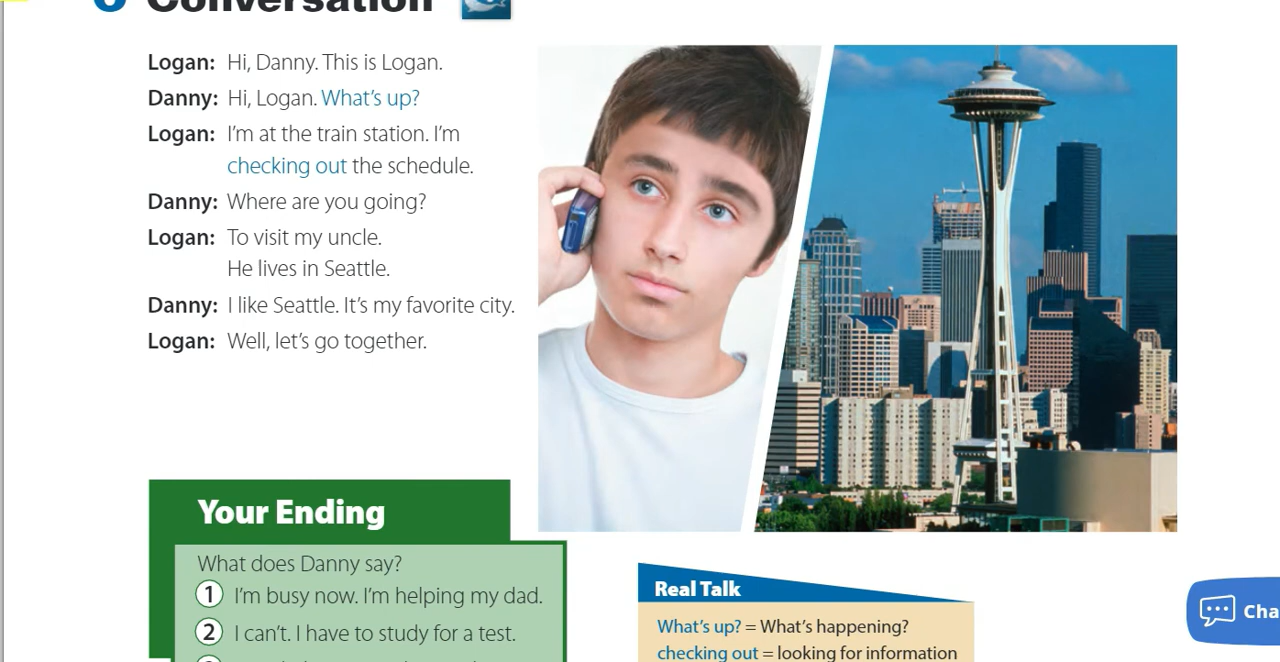 Conversation
Logan: Hi, Danny. This is Logan.
Danny: Hi, Logan. What's up?
Logan: I'm at the train station. I'm
checking out the schedule.
Danny: Where are you going?
Logan: To visit my uncle.
He lives in Seattle.
Danny: I like Seattle. It's my favorite city.
Logan: Well, let's go together.
Your Ending
What does Danny say?
1 I'm busy now. I'm helping my dad.
2 I can't. I have to study for a test.
Real Talk
What's up? = What's happening?
checking out = looking for information
Cha